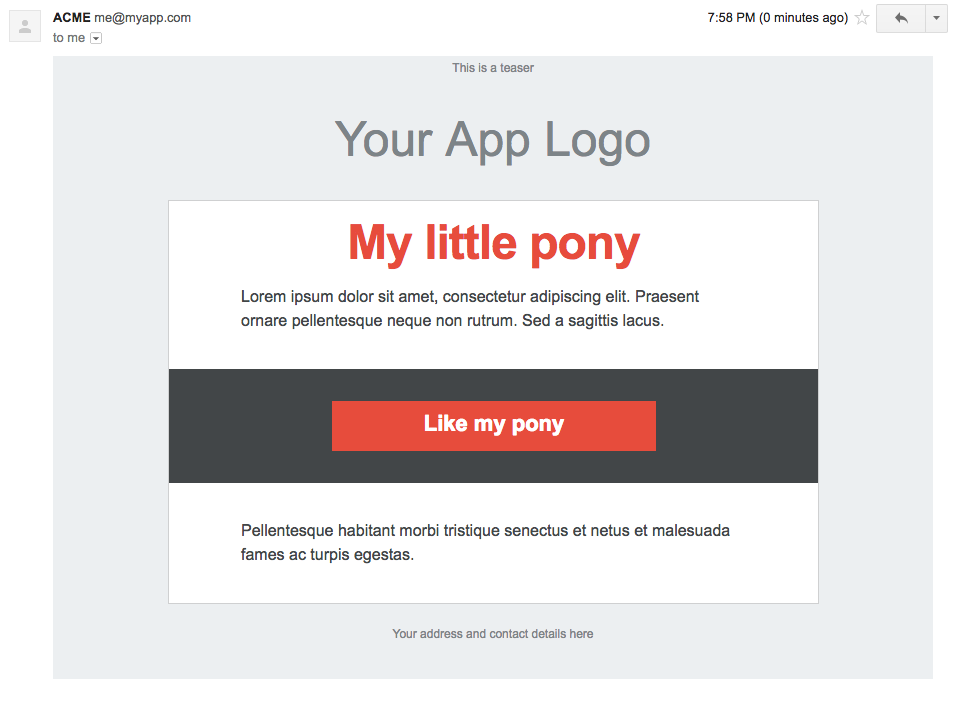 ACME me@myapp.com 7:58 PM (0 minutes ago)
to me
This is a teaser
Your App Logo
My little pony
Lorem ipsum dolor sit amet, consectetur adipiscing elit. Praesent
ornare pellentesque neque non rutrum. Sed a sagittis lacus.
Like my pony
Pellentesque habitant morbi tristique senectus et netus et malesuada
fames ac turpis egestas.
Your address and contact details here